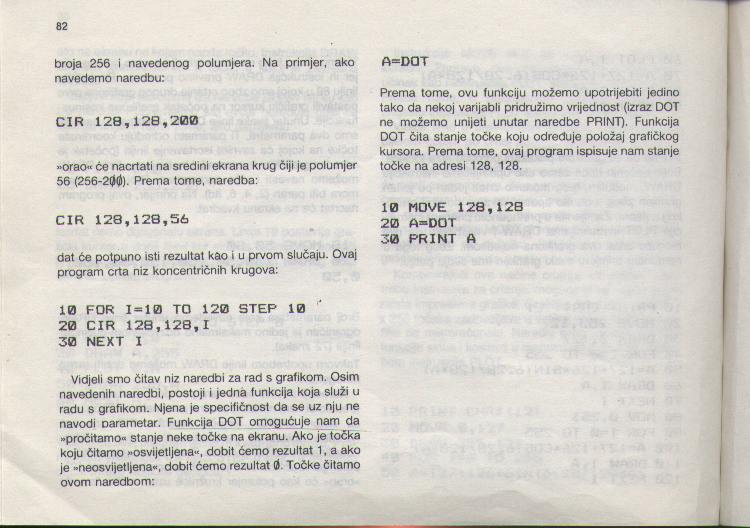 82
broja 256 i navedenog polumjera. Na primjer, ako
navedemo naredbu:
CIR 128,128,200
»orao« će nacrtati na sredini ekrana krug čiji je polumjer
56 (256-200). Prema tome, naredba:
CIR 128,128,56
dat će potpuno isti rezultat kao i u prvom slučaju. Ovaj
program crta niz koncentričnih krugova:
10 FOR I=10 TO 120 STEP 10
20 CIR 128,128,I
30 NEXT I
Vidjeli smo čitav niz naredbi za rad s grafikom. Osim
navedenih naredbi, postoji i jedna funkcija koja služi u
radu s grafikom. Njena je specifičnost da se uz nju ne
navodi parametar. Funkcija DOT omogućuje nam da
»pročitamo« stanje neke točke na ekranu. Ako je točka
koju čitamo »osvijetljena«, dobit ćemo rezultat 1, a ako
je »neosvijetljena«, dobit ćemo rezultat 0. Točke čitamo
ovom naredbom:
A=DOT
Prema tome, ovu funkciju možemo upotrijebiti jedino
tako da nekoj varijabli pridružimo vrijednost (izraz DOT
ne možemo unijeti unutar naredbe PRINT). Funkcija
DOT čita stanje točke koju određuje položaj grafičkog
kursora. Prema tome, ovaj program ispisuje nam stanje
točke na adresi 128, 128.
10 MOVE 128,128
20 A=DOT
30 PRINT A